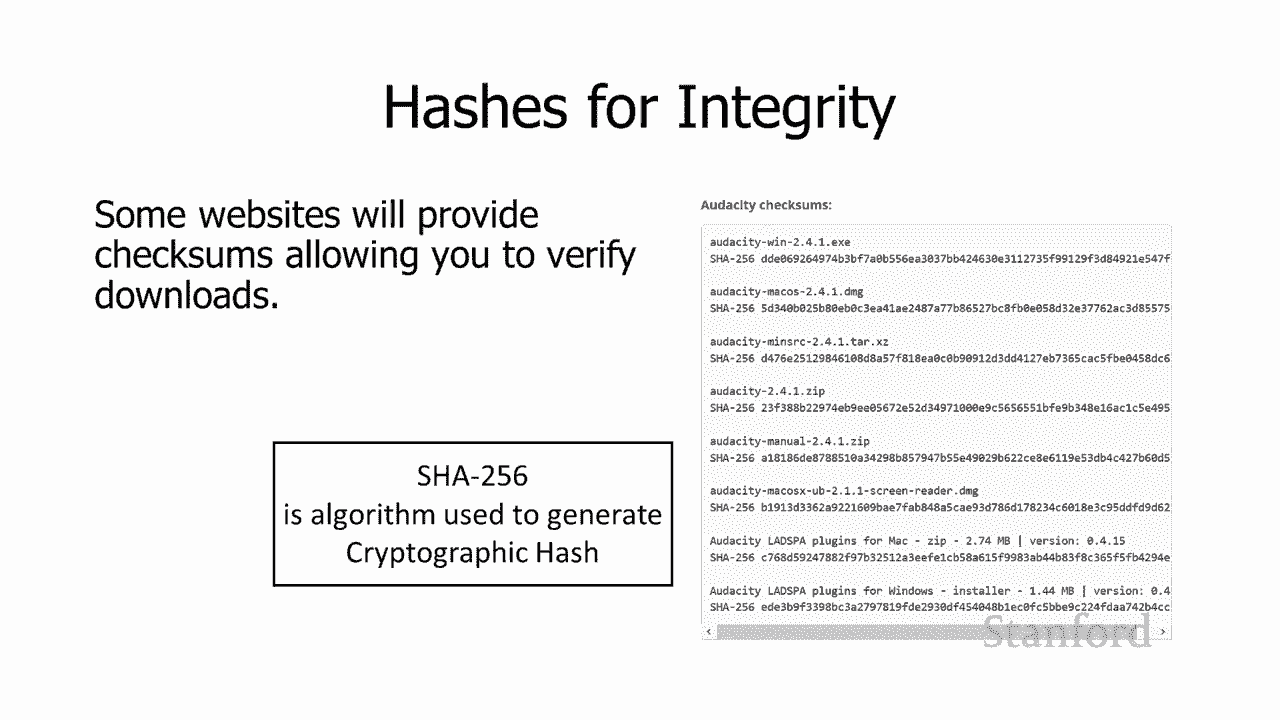 Hashes for Integrity
Some websites will provide
checksums allowing you to verify
downloads.
SHA-256
is algorithm used to generate
Cryptographic Hash
Audacity checksums:
audacity-win-2.4.1.exe
SHA-256 dde069264974b3bf7a0b556ea3037bb424630e3112735f99129f3d84921e547f
audacity-macos-2.4.1.dmg
SHA-256 5d340b025b80eb0c3ea41ae2487a77b86527bc8fb0e058d32e37762ac3d85575
audacity-minsrc-2.4.1.tar.xz
SHA-256 d476e25129846108d8a57f818ea0c0b90912d3dd4127eb7365cac5fbe0458dc6
audacity-2.4.1.zip
SHA-256 23f388b22974eb9ee05672e52d34971000e9c5656551bfe9b348e16ac1c5e495
audacity-manual-2.4.1.zip
SHA-256 a18186de8788510a34298b857947b55e49029b622ce8e6119e53db4c427b60d5
audacity-macosx-ub-2.1.1-screen-reader.dmg
SHA-256 b1913d3362a9221609bae7fab848a5cae93d786d178234c6018e3c95ddfd9d62
Audacity LADSPA plugins for Mac - zip - 2.74 MB | version: 0.4.15
SHA-256 c768d59247882f97b32512a3eefe1cb58a615f9983ab44b83f8c365f5fb4294e
Audacity LADSPA plugins for Windows - installer - 1.44 MB | version: 0.4
SHA-256 ede3b9f3398bc3a2797819fde2930df454048b1ec0fc5bbe9c224fdaa742b4cc
Stanford